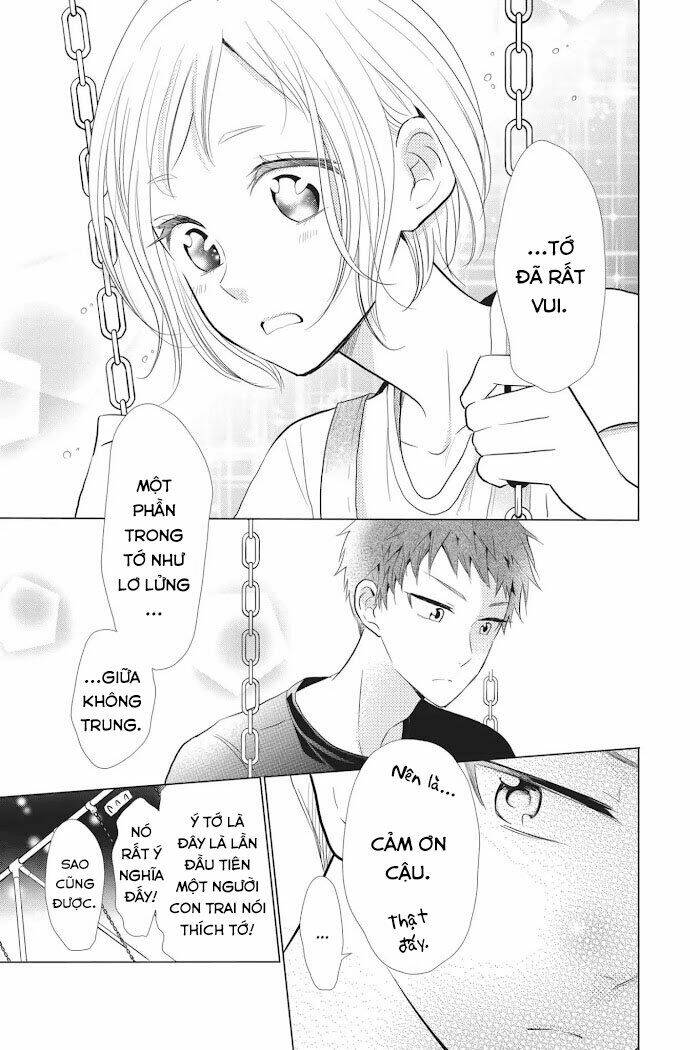 ...TỚ
ĐÃ RẤT
VUI.
MỘT
PHẦN
TRONG
TỚ NHƯ
LƠ LỬNG
...
...GIỮA
KHÔNG
TRUNG.
Nên là...
CẢM ƠN
CẬU.
Thật
đấy.
...
Ý TỚ LÀ
ĐÂY LÀ LẦN
ĐẦU TIÊN
MỘT NGƯỜI
CON TRAI NÓI
THÍCH TỚ!
NÓ
RẤT Ý
NGHĨA
ĐẤY!
SAO
CŨNG
ĐƯỢC.